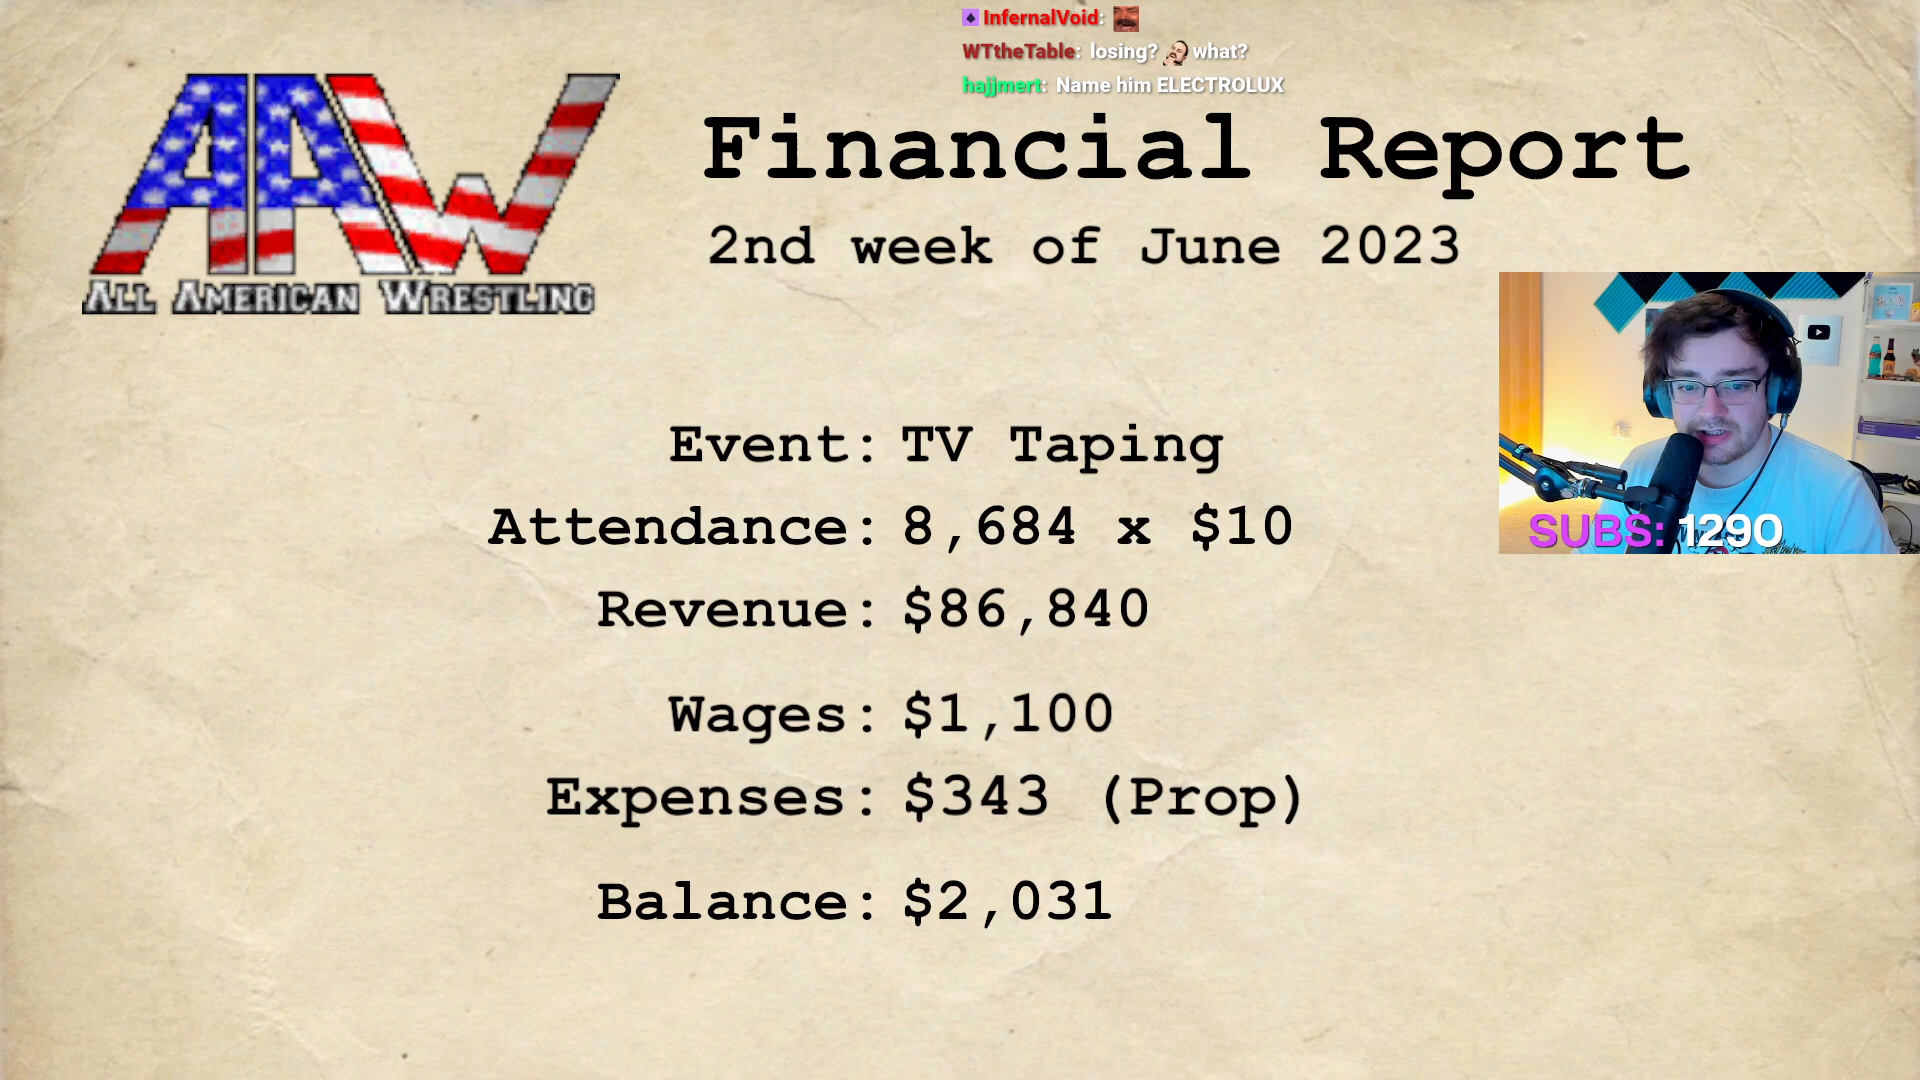 InfernalVoid:
WTtheTable: losing? what?
hajjmert: Name him ELECTROLUX
AAW
ALL AMERICAN WRESTLING
Financial Report
2nd week of June 2023
Event: TV Taping
Attendance: 8,684 x $10
Revenue: $86,840
Wages: $1,100
Expenses: $343 (Prop)
Balance: $2,031
SUBS: 1290